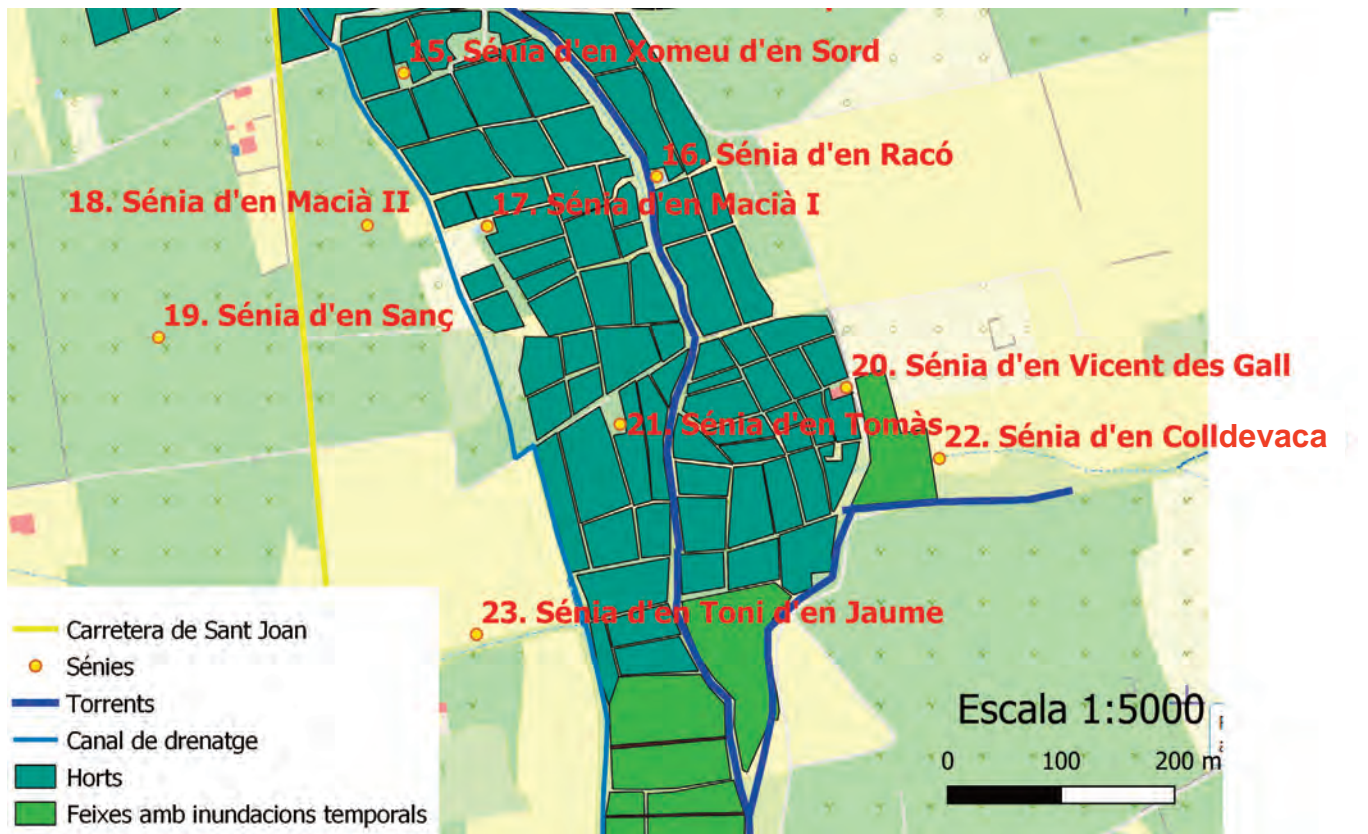 15. Sénia d'en Xomeu d'en Sord
16. Sénia d'en Racó
18. Sénia d'en Macià II
17. Sénia d'en Macià I
19. Sénia d'en Sanç
20. Sénia d'en Vicent des Gall
21. Sénia d'en Tomàs
22. Sénia d'en Colldevaca
23. Sénia d'en Toni d'en Jaume
Carretera de Sant Joan
Sénies
Torrents
Canal de drenatge
Horts
Feixes amb inundacions temporals
Escala 1:5000
0 100 200 m